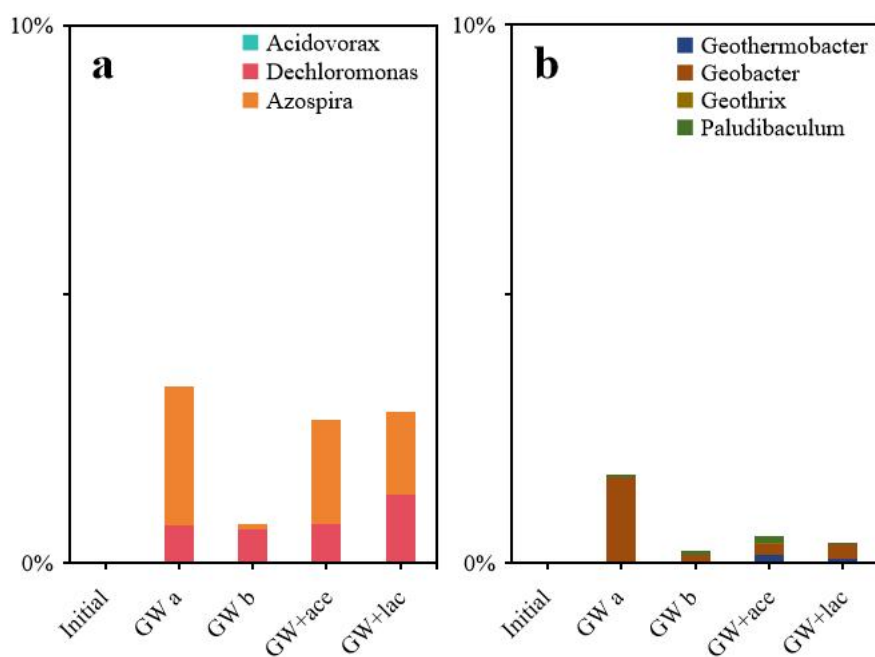 10%
a
Acidovorax
Dechloromonas
Azospira
0%
Initial
GW a
GW b
GW+ace
GW+lac
10%
b
Geothermobacter
Geobacter
Geothrix
Paludibaculum
0%
Initial
GW a
GW b
GW+ace
GW+lac